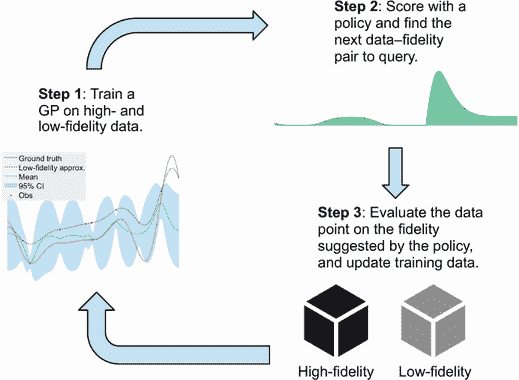 Step 1: Train a
GP on high- and
low-fidelity data.
Ground truth
Low-fidelity approx.
Mean
95% CI
Obs
Step 2: Score with a
policy and find the
next data–fidelity
pair to query.
Step 3: Evaluate the data
point on the fidelity
suggested by the policy,
and update training data.
High-fidelity
Low-fidelity